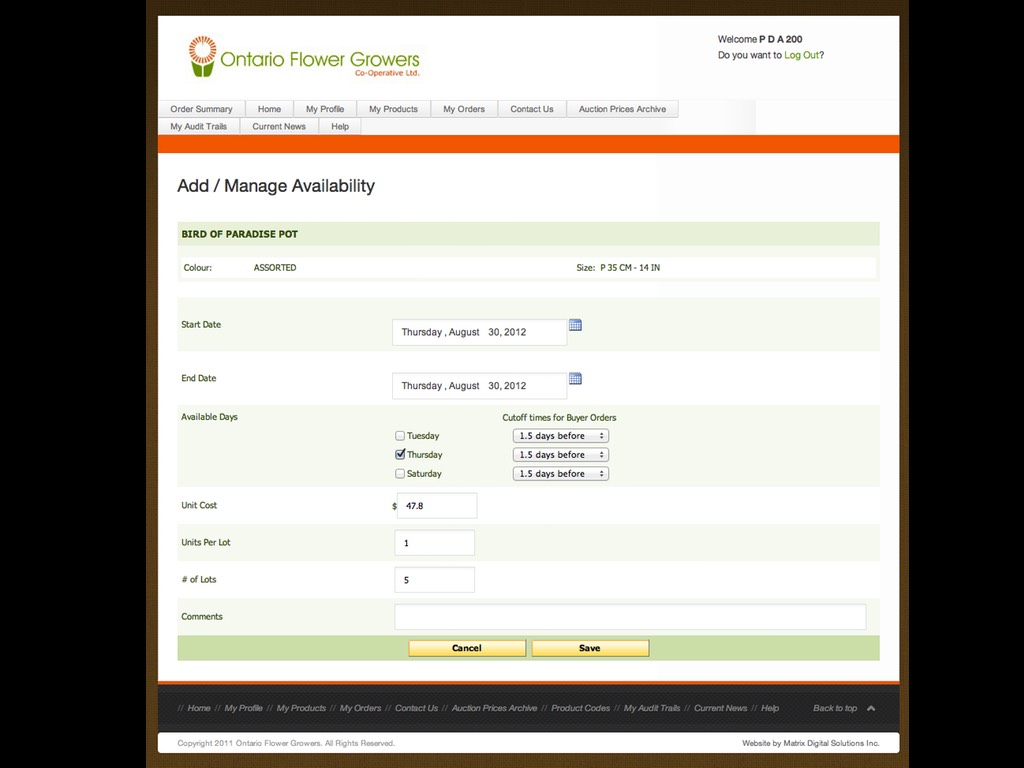 Ontario Flower Growers
Co-Operative Ltd.
Welcome P D A 200
Do you want to Log Out?
Order Summary Home My Profile My Products My Orders Contact Us Auction Prices Archive
My Audit Trails Current News Help
Add / Manage Availability
BIRD OF PARADISE POT
Colour: ASSORTED Size: P 35 CM - 14 IN
Start Date
Thursday , August 30, 2012
End Date
Thursday , August 30, 2012
Available Days Cutoff times for Buyer Orders
Tuesday 1.5 days before
Thursday 1.5 days before
Saturday 1.5 days before
Unit Cost $ 47.8
Units Per Lot 1
# of Lots 5
Comments
Cancel Save
// Home // My Profile // My Products // My Orders // Contact Us // Auction Prices Archive // Product Codes // My Audit Trails // Current News // Help Back to top
Copyright 2011 Ontario Flower Growers. All Rights Reserved. Website by Matrix Digital Solutions Inc.